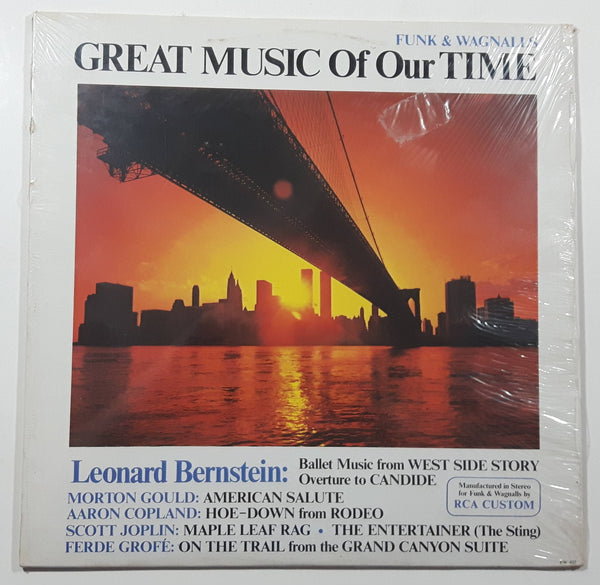 FUNK & WAGNALLS
GREAT MUSIC Of Our TIME
Leonard Bernstein: Ballet Music from WEST SIDE STORY
Overture to CANDIDE
MORTON GOULD: AMERICAN SALUTE
AARON COPLAND: HOE-DOWN from RODEO
SCOTT JOPLIN: MAPLE LEAF RAG • THE ENTERTAINER (The Sting)
FERDE GROFÉ: ON THE TRAIL from the GRAND CANYON SUITE
Manufactured in Stereo
for Funk & Wagnalls by
RCA CUSTOM